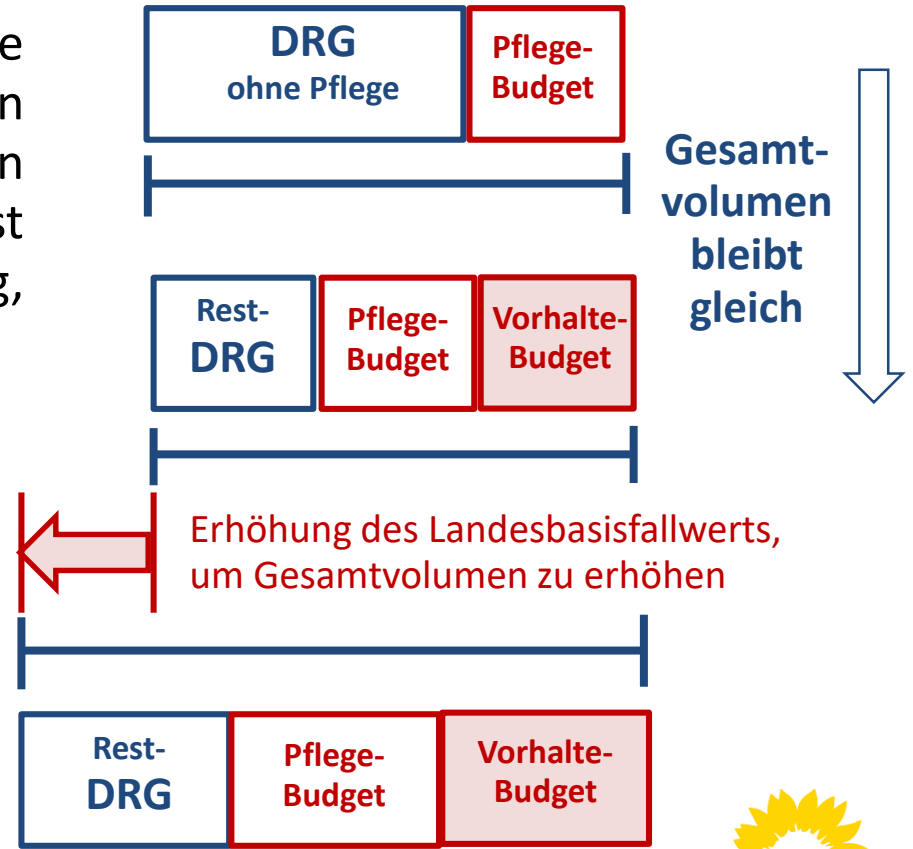 e
n
n
st
g,
DRG
ohne Pflege
Pflege-
Budget
Gesamt-
volumen
bleibt
gleich
Rest-
DRG
Pflege-
Budget
Vorhalte-
Budget
Erhöhung des Landesbasisfallwerts,
um Gesamtvolumen zu erhöhen
Rest-
DRG
Pflege-
Budget
Vorhalte-
Budget